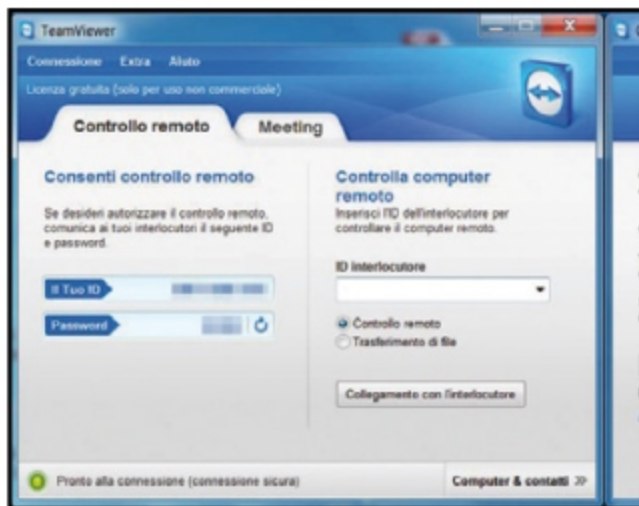 TeamViewer
Connessione Extra Aiuto
Licenza gratuita (solo per uso non commerciale)
Controllo remoto Meeting
Consenti controllo remoto
Se desideri autorizzare il controllo remoto,
comunica ai tuoi interlocutori il seguente ID
e password.
Il Tuo ID
Password
Controlla computer
remoto
Inserisci l'ID dell'interlocutore per
controllare il computer remoto.
ID interlocutore
Controllo remoto
Trasferimento di file
Collegamento con l'interlocutore
Pronto alla connessione (connessione sicura)
Computer & contatti